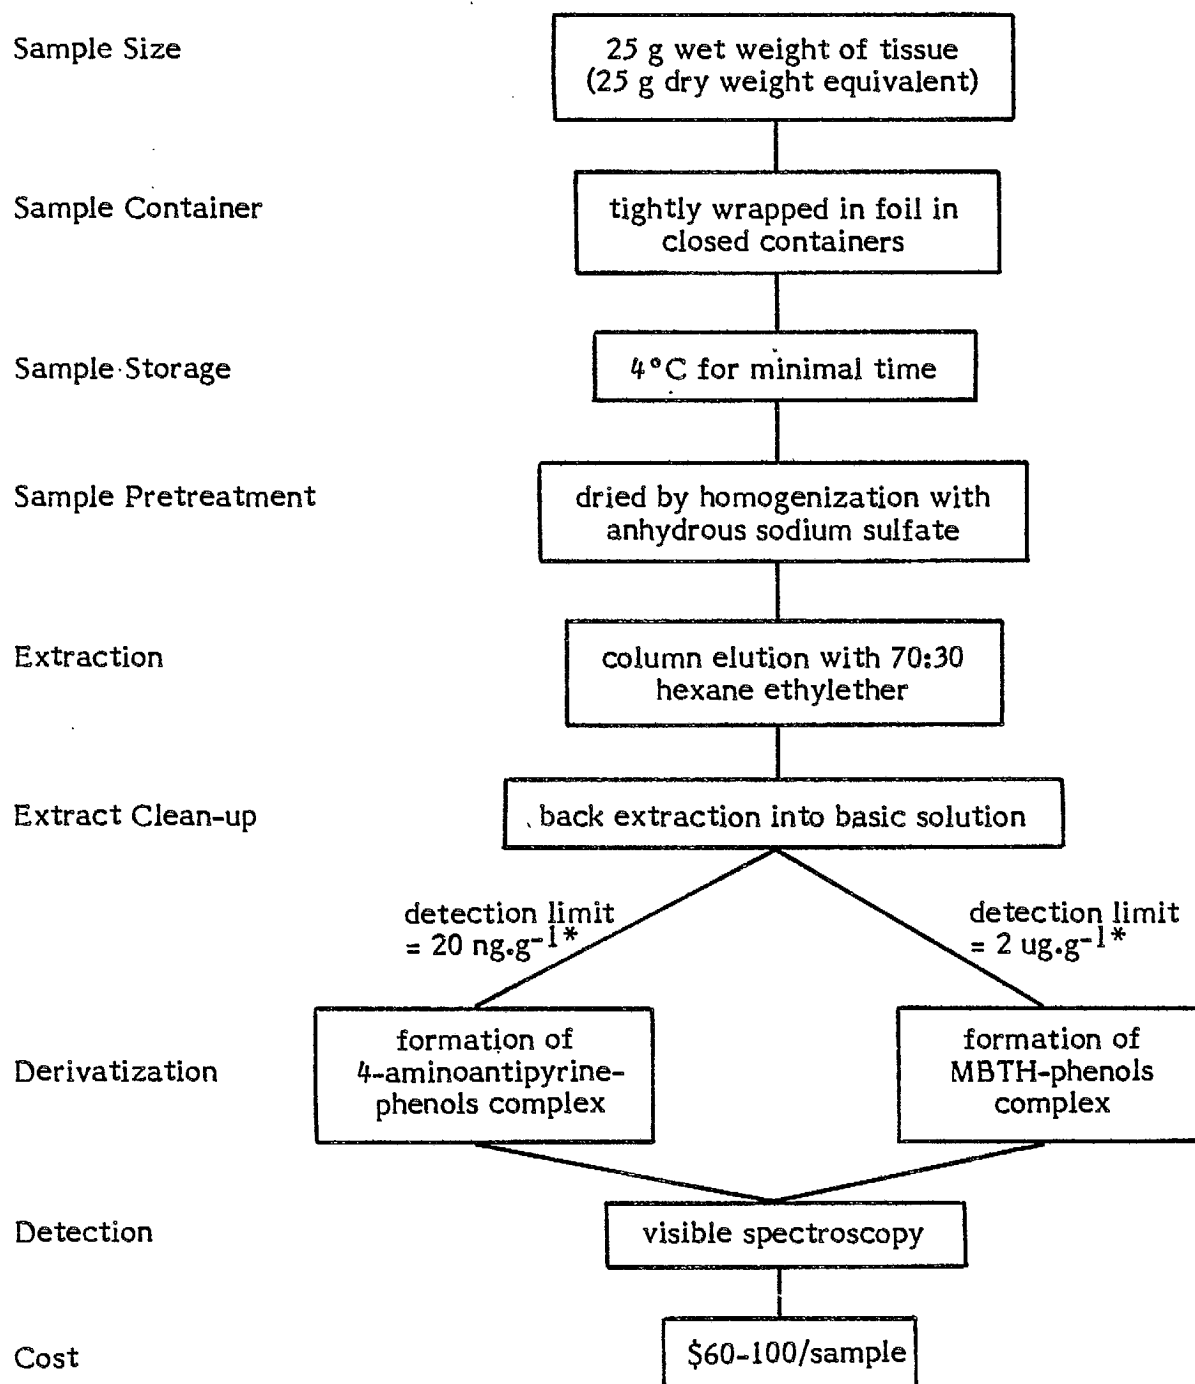 Sample Size
25 g wet weight of tissue
(25 g dry weight equivalent)
Sample Container
tightly wrapped in foil in
closed containers
Sample Storage
4°C for minimal time
Sample Pretreatment
dried by homogenization with
anhydrous sodium sulfate
Extraction
column elution with 70:30
hexane ethylether
Extract Clean-up
back extraction into basic solution
detection limit
= 20 ng.g-1*
detection limit
= 2 ug.g-1*
Derivatization
formation of
4-aminoantipyrine-
phenols complex
formation of
MBTH-phenols
complex
Detection
visible spectroscopy
Cost
$60-100/sample